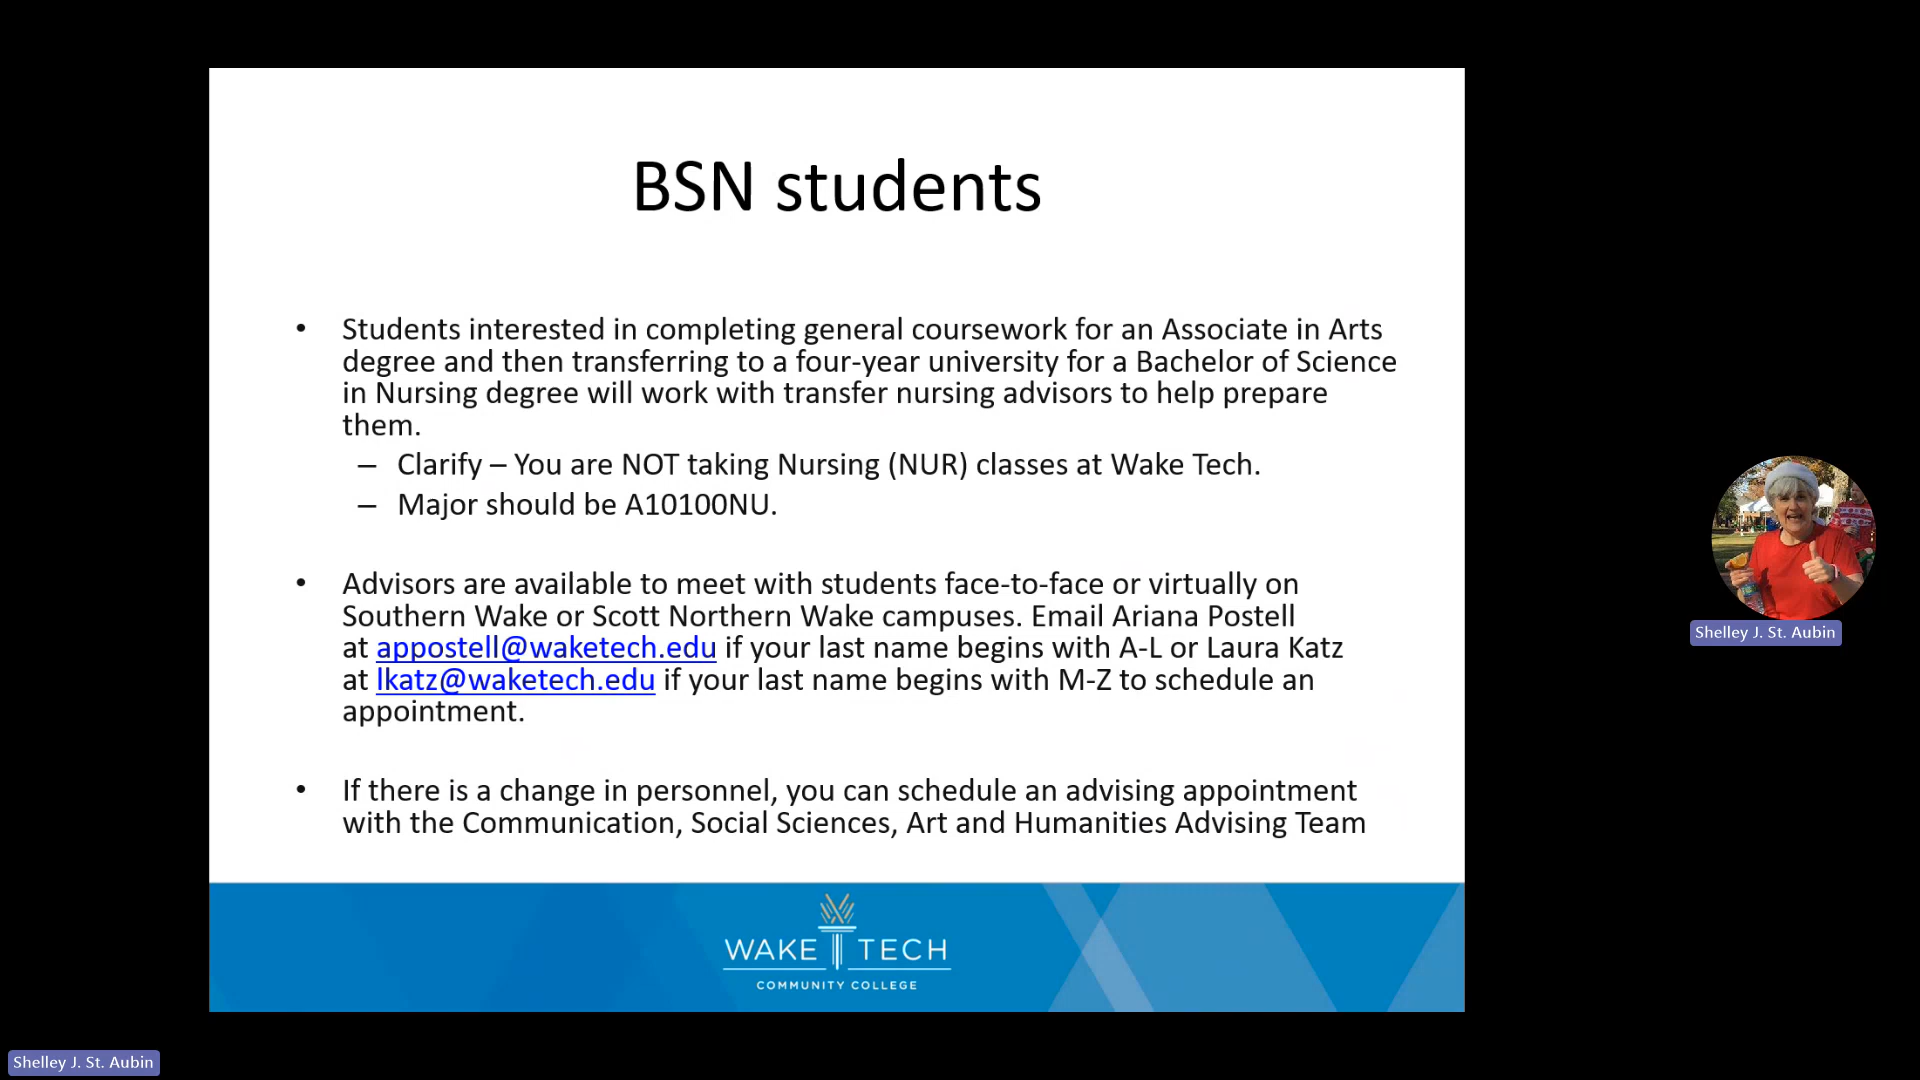 BSN students
• Students interested in completing general coursework for an Associate in Arts
degree and then transferring to a four-year university for a Bachelor of Science
in Nursing degree will work with transfer nursing advisors to help prepare
them.
– Clarify – You are NOT taking Nursing (NUR) classes at Wake Tech.
– Major should be A10100NU.
• Advisors are available to meet with students face-to-face or virtually on
Southern Wake or Scott Northern Wake campuses. Email Ariana Postell
at appostell@waketech.edu if your last name begins with A-L or Laura Katz
at lkatz@waketech.edu if your last name begins with M-Z to schedule an
appointment.
• If there is a change in personnel, you can schedule an advising appointment
with the Communication, Social Sciences, Art and Humanities Advising Team
WAKE TECH
COMMUNITY COLLEGE
Shelley J. St. Aubin
Shelley J. St. Aubin